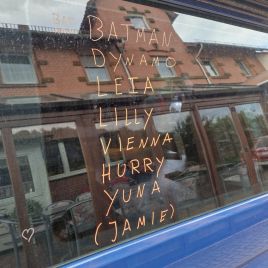 BATMAN
DYNAMO
LEIA
LILLY
VIENNA
HURRY
YUNA
(JAMIE)